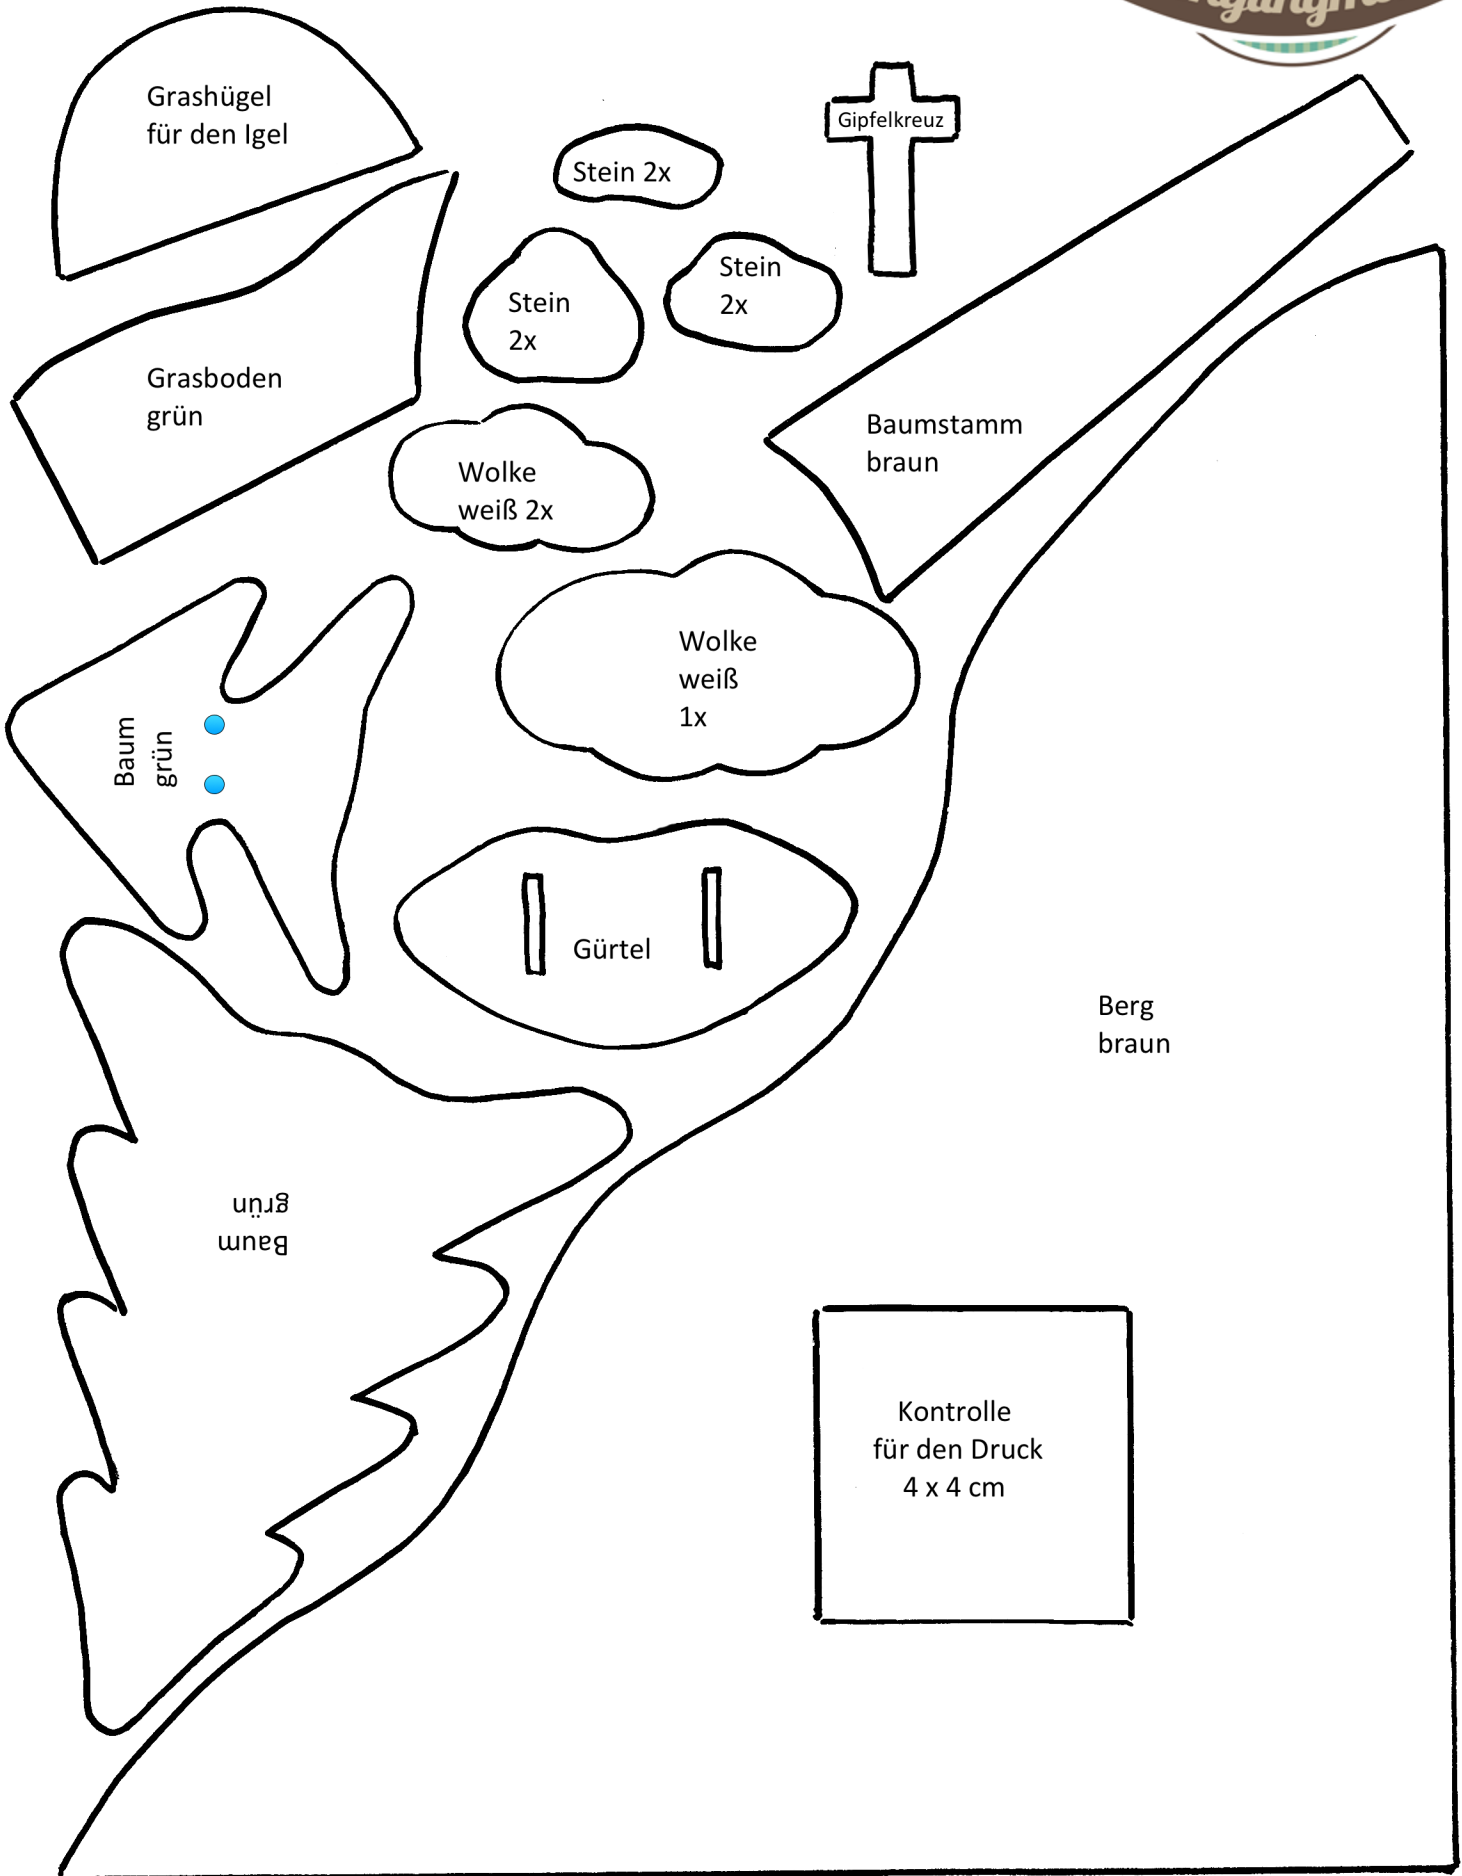 Grashügel
für den Igel
Gipfelkreuz
Stein 2x
Stein
2x
Stein
2x
Grasboden
grün
Baumstamm
braun
Wolke
weiß 2x
Wolke
weiß
1x
Baum
grün
Gürtel
Berg
braun
Baum
grün
Kontrolle
für den Druck
4 x 4 cm